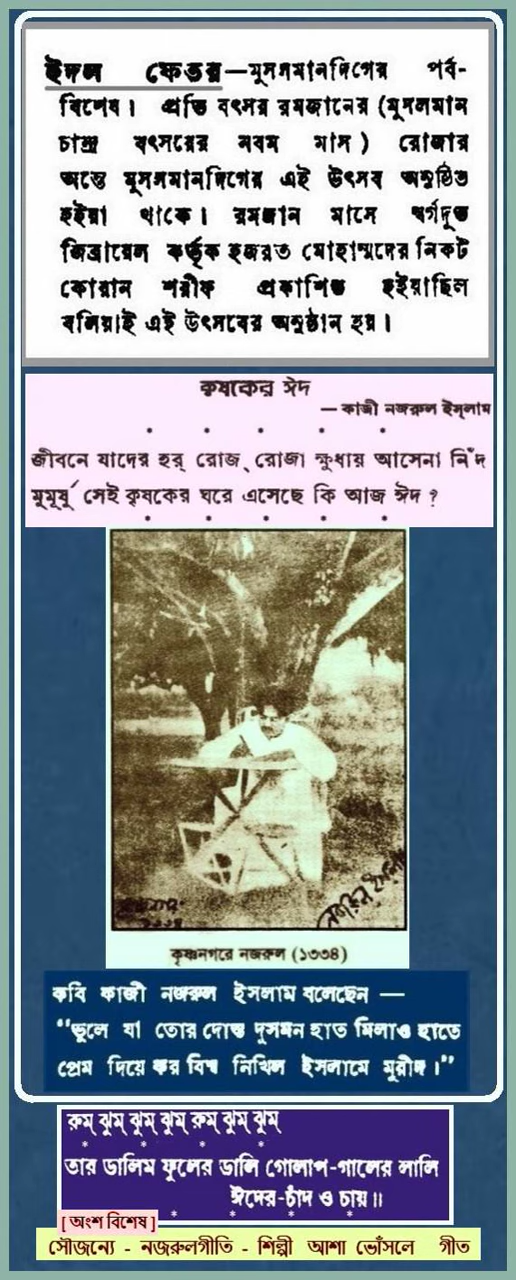 ইদল ফেতর—মুসলমানদিগের পর্ব-
বিশেষ। প্রতি বৎসর রমজানের (মুসলমান
চান্দ্র বৎসরের নবম মাস) রোজার
অন্তে মুসলমানদিগের এই উৎসব অনুষ্ঠিত
হইয়া থাকে। রমজান মাসে স্বর্গদূত
জিব্রায়েল কর্তৃক হজরত মোহাম্মদের নিকট
কোরান শরীফ প্রকাশিত হইয়াছিল
বলিয়াই এই উৎসবের অনুষ্ঠান হয়।
কৃষকের ঈদ
— কাজী নজরুল ইস্‌লাম
* * * * *
জীবনে যাদের হর্ রোজ্ রোজা ক্ষুধায় আসেনা নিঁদ
মুমূর্ষু সেই কৃষকের ঘরে এসেছে কি আজ ঈদ ?
* * * * *
কৃষ্ণনগরে নজরুল (১৩৩৪)
কবি কাজী নজরুল ইসলাম বলেছেন —
“ভুলে যা তোর দোস্ত দুসমন হাত মিলাও হাতে
প্রেম দিয়ে কর বিশ্ব নিখিল ইসলামে মুরীদ।”
রুম্ ঝুম্ ঝুম্ ঝুম্ রুম্ ঝুম্ ঝুম্
* * * *
তার ডালিম ফুলের ডালি গোলাপ-গালের লালি
ঈদের-চাঁদ ও চায়॥
* * * *
[ অংশ বিশেষ ]
সৌজন্যে - নজরুলগীতি - শিল্পী আশা ভোঁসলে গীত